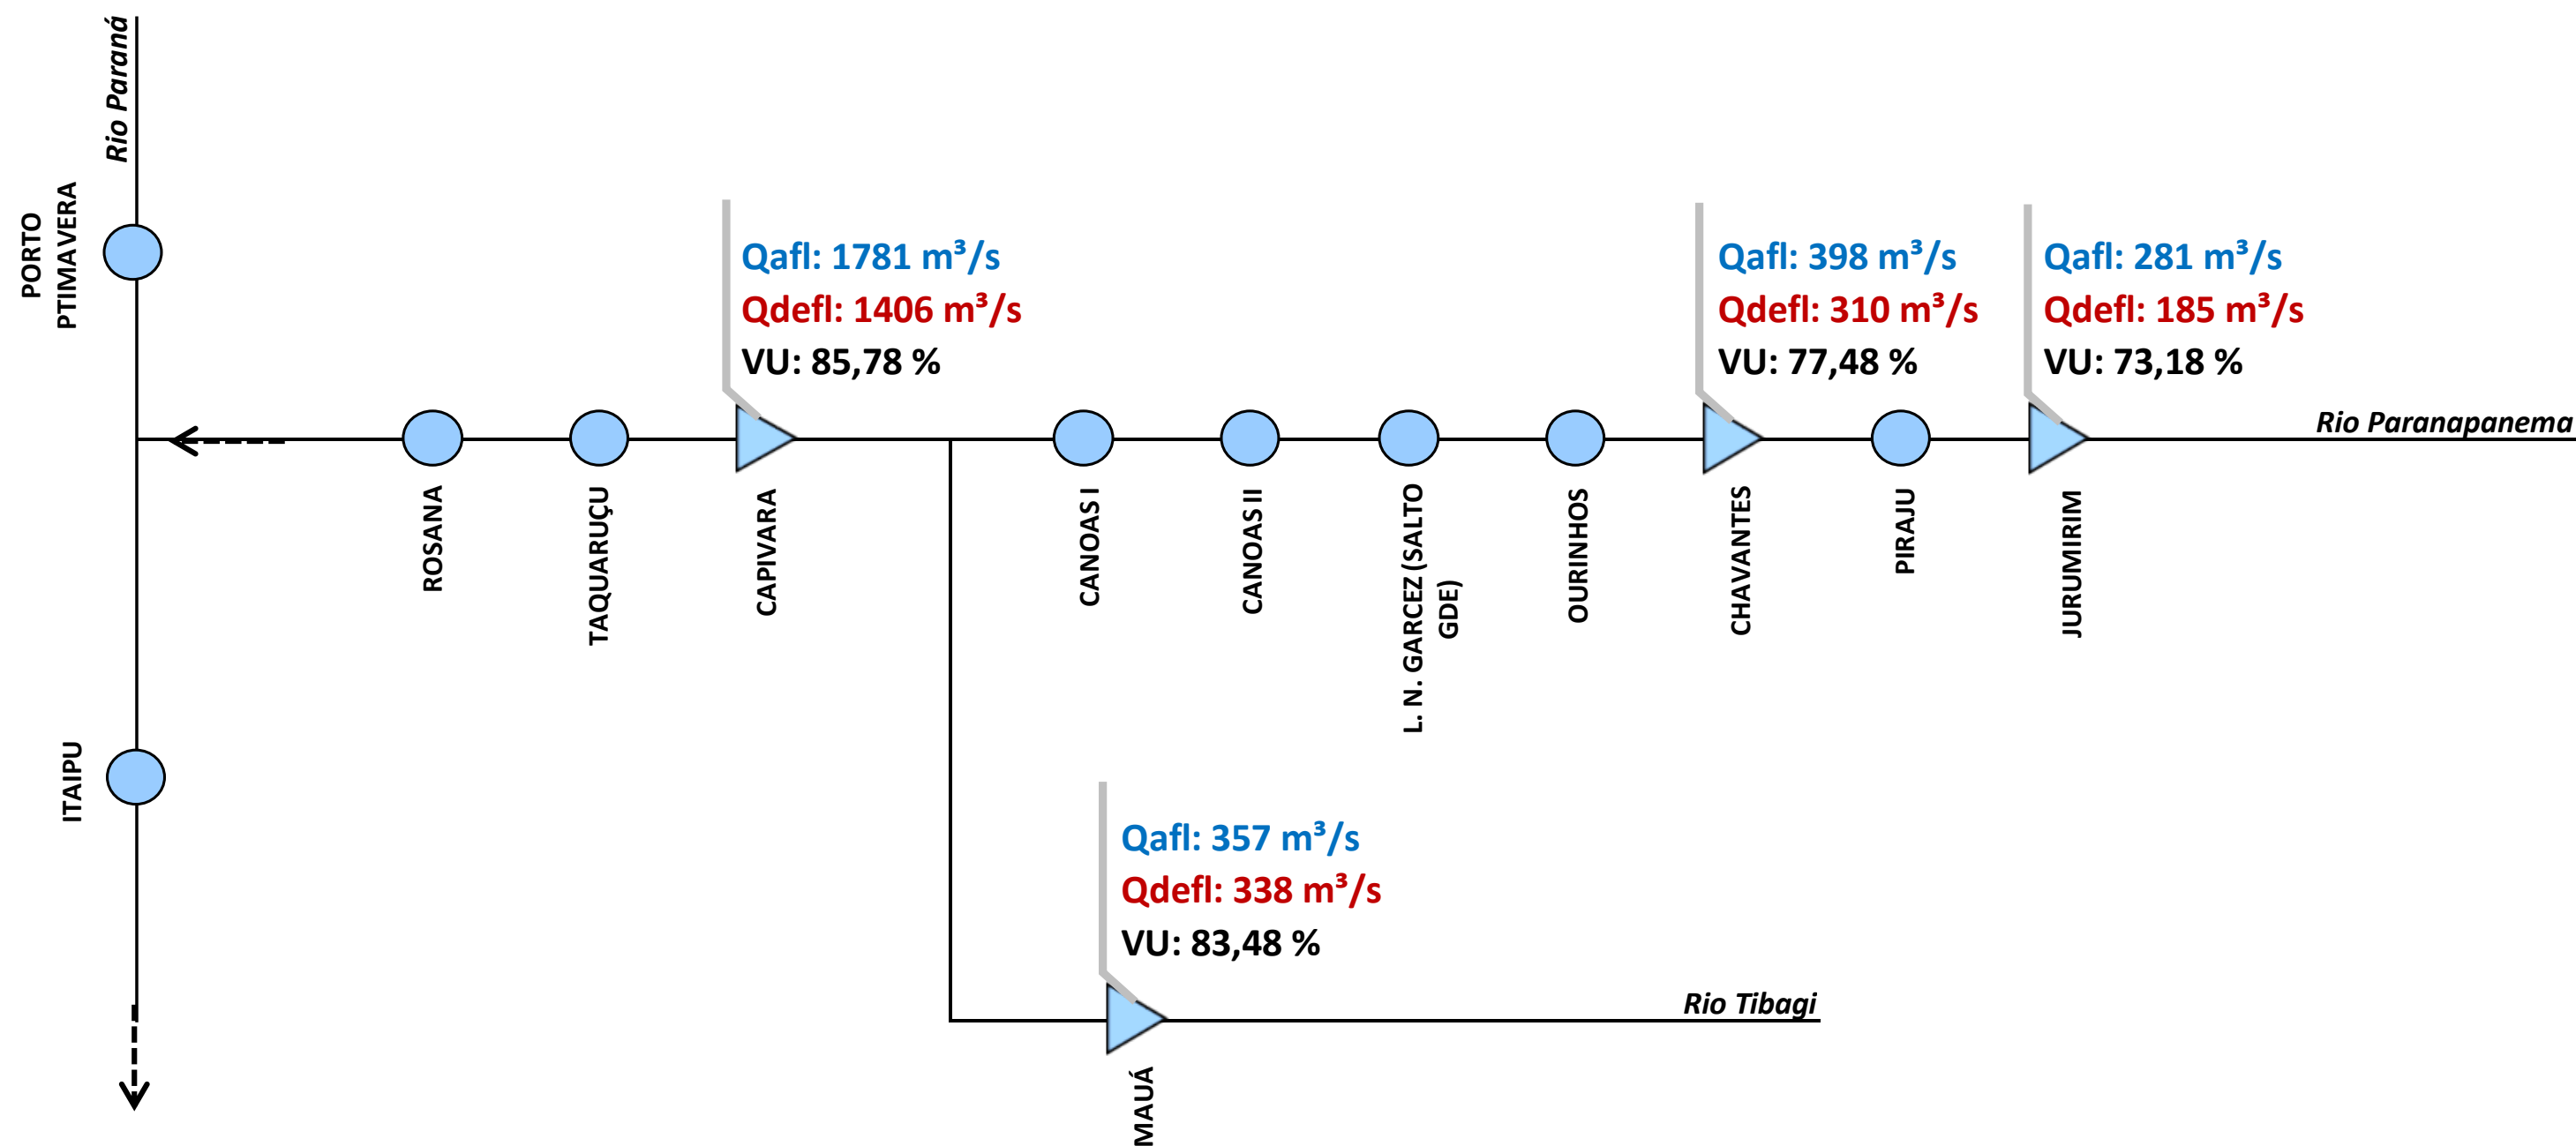 Rio Paraná
PORTO
PTIMAVERA
Qafl: 1781 m³/s
Qdefl: 1406 m³/s
VU: 85,78 %
Qafl: 398 m³/s
Qdefl: 310 m³/s
VU: 77,48 %
Qafl: 281 m³/s
Qdefl: 185 m³/s
VU: 73,18 %
Rio Paranapanema
ROSANA
TAQUARUÇU
CAPIVARA
CANOAS I
CANOAS II
L. N. GARCEZ (SALTO
GDE)
OURINHOS
CHAVANTES
PIRAJU
JURUMIRIM
ITAIPU
Qafl: 357 m³/s
Qdefl: 338 m³/s
VU: 83,48 %
Rio Tibagi
MAUÁ